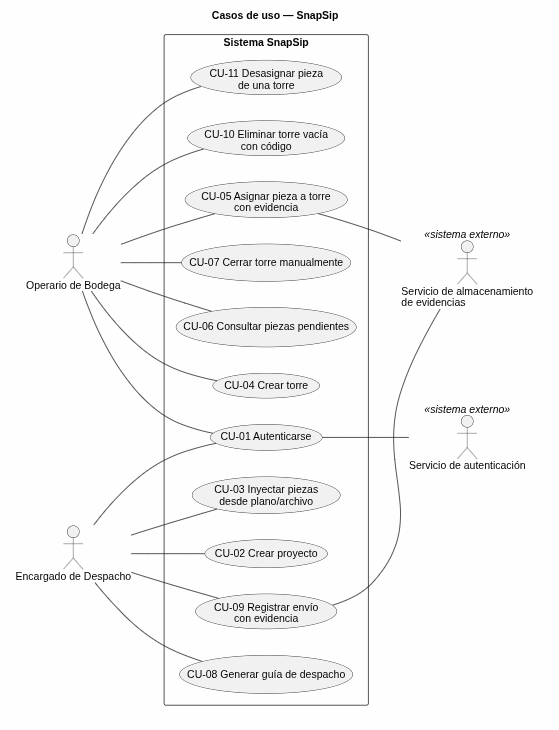 Casos de uso — SnapSip
Sistema SnapSip
CU-11 Desasignar pieza
de una torre
CU-10 Eliminar torre vacía
con código
CU-05 Asignar pieza a torre
con evidencia
«sistema externo»
Servicio de almacenamiento
de evidencias
Operario de Bodega
CU-07 Cerrar torre manualmente
CU-06 Consultar piezas pendientes
CU-04 Crear torre
CU-01 Autenticarse
«sistema externo»
Servicio de autenticación
CU-03 Inyectar piezas
desde plano/archivo
CU-02 Crear proyecto
Encargado de Despacho
CU-09 Registrar envío
con evidencia
CU-08 Generar guía de despacho